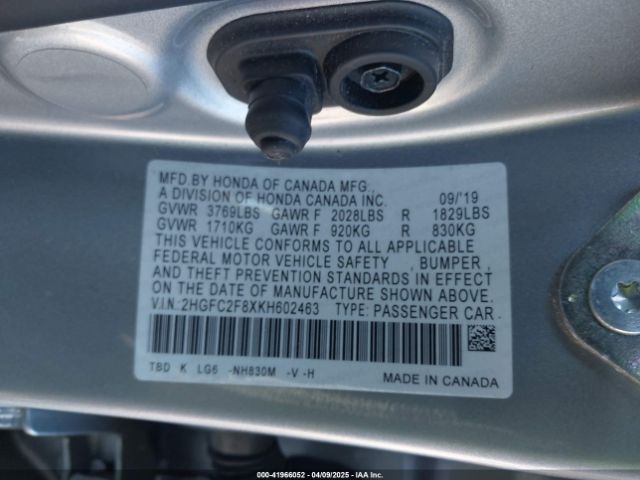 MFD.BY HONDA OF CANADA MFG.,
A DIVISION OF HONDA CANADA INC. 09/'19
GVWR 3769LBS GAWR F 2028LBS R 1829LBS
GVWR 1710KG GAWR F 920KG R 830KG
THIS VEHICLE CONFORMS TO ALL APPLICABLE
FEDERAL MOTOR VEHICLE SAFETY , BUMPER ,
AND THEFT PREVENTION STANDARDS IN EFFECT
ON THE DATE OF MANUFACTURE SHOWN ABOVE.
V.I.N.:2HGFC2F8XKH602463 TYPE: PASSENGER CAR
TBD K LG6 -NH830M -V -H
MADE IN CANADA
000-41966052 | 04/09/2025 | IAA Inc.